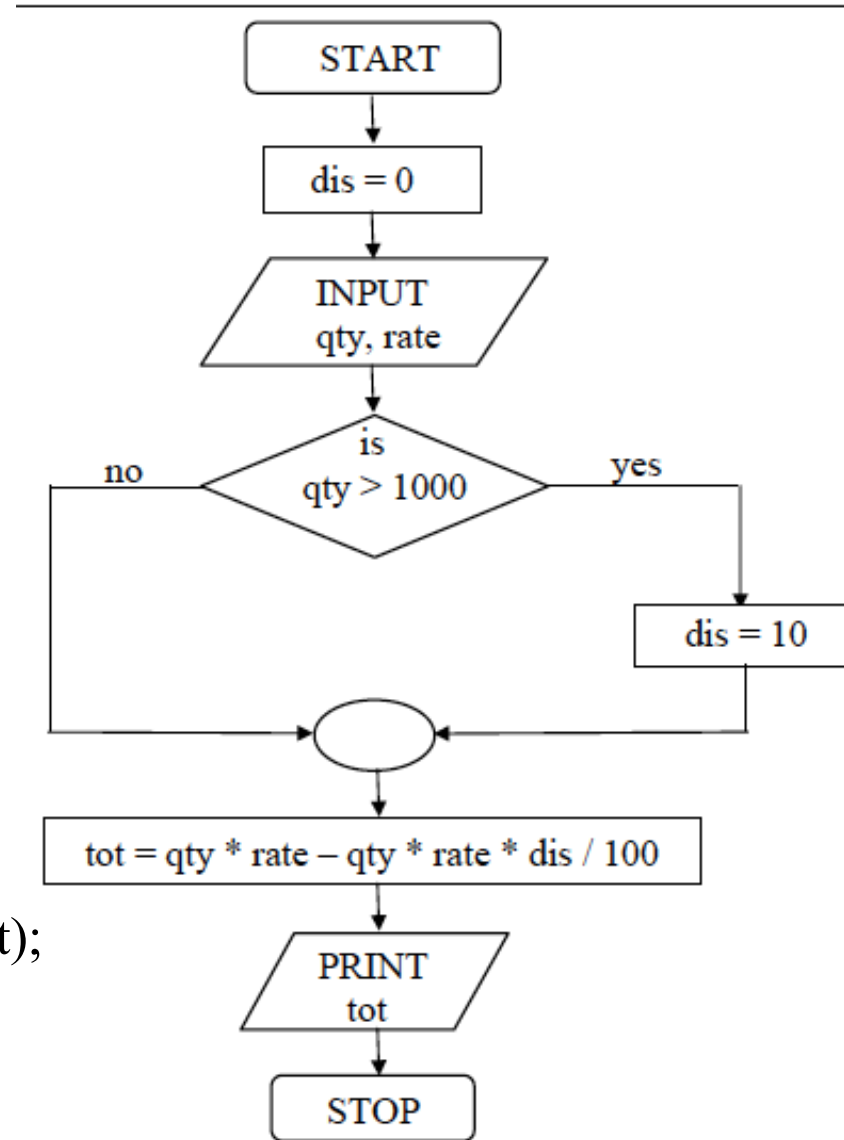 START
dis = 0
INPUT
qty, rate
is
qty > 1000
no
yes
dis = 10
tot = qty * rate – qty * rate * dis / 100
t);
PRINT
tot
STOP